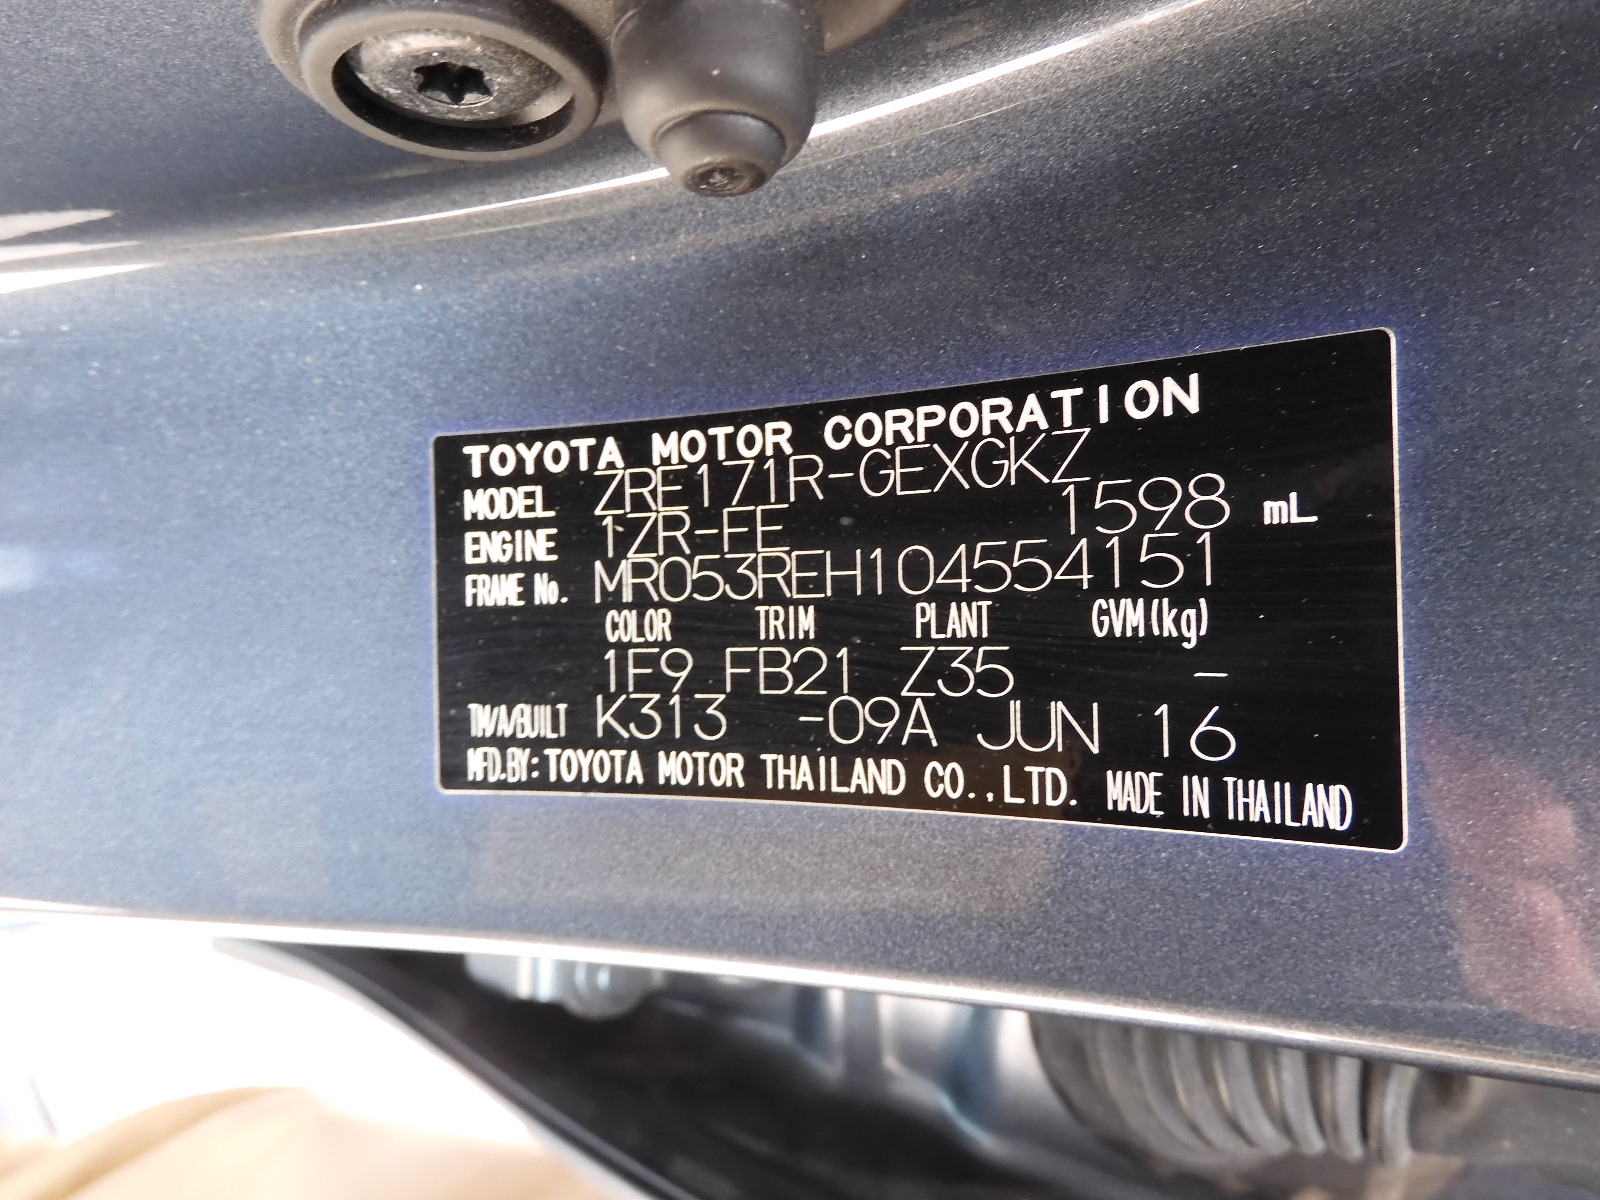 TOYOTA MOTOR CORPORATION
MODEL ZRE171R-GEXGKZ
ENGINE 1ZR-FE 1598 mL
FRAME No. MR053REH104554151
COLOR TRIM PLANT GVM(kg)
1F9 FB21 Z35 -
TM/A/BUILT K313 -09A JUN 16
MFD.BY: TOYOTA MOTOR THAILAND CO.,LTD. MADE IN THAILAND